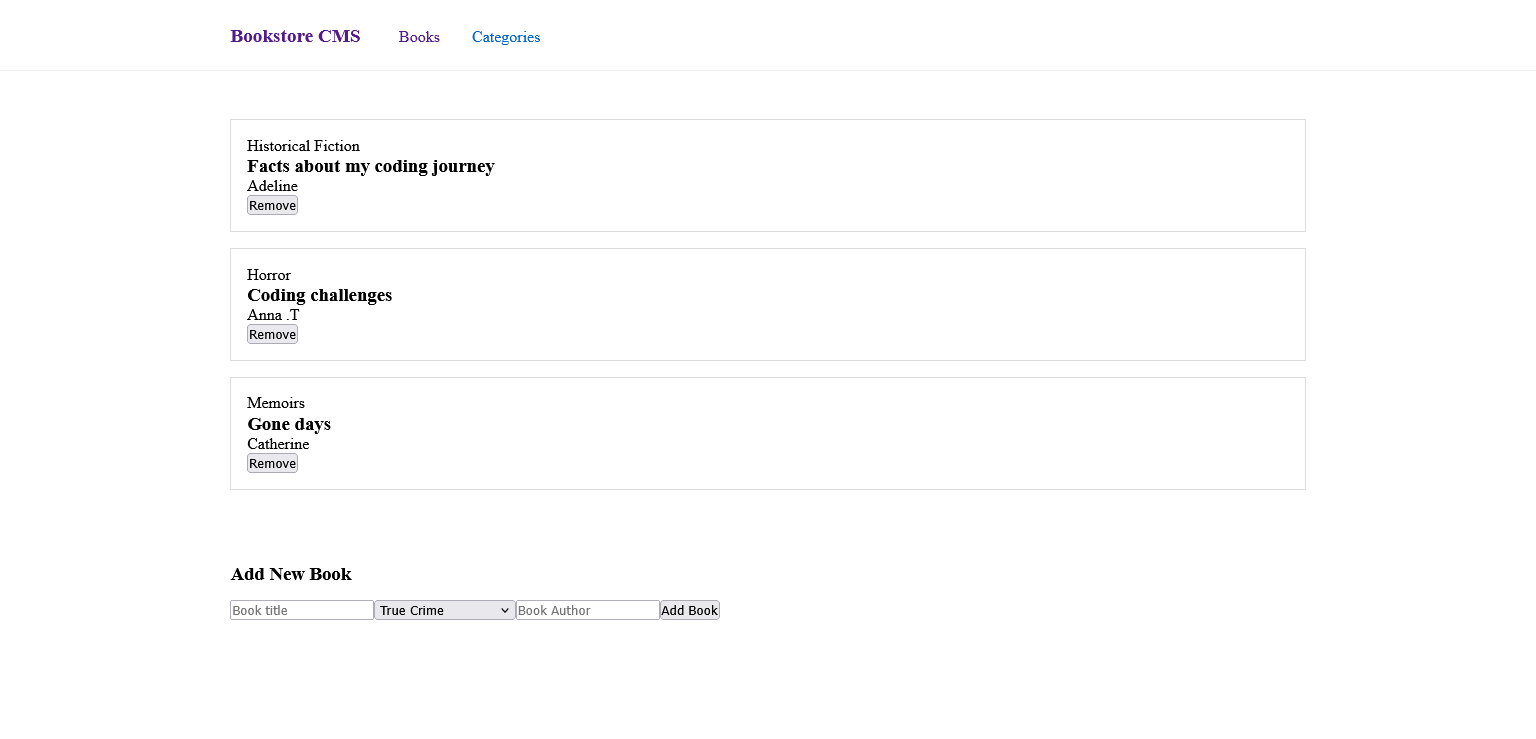 Bookstore CMS Books Categories
Historical Fiction
Facts about my coding journey
Adeline
Remove
Horror
Coding challenges
Anna .T
Remove
Memoirs
Gone days
Catherine
Remove
Add New Book
Book title True Crime Book Author Add Book